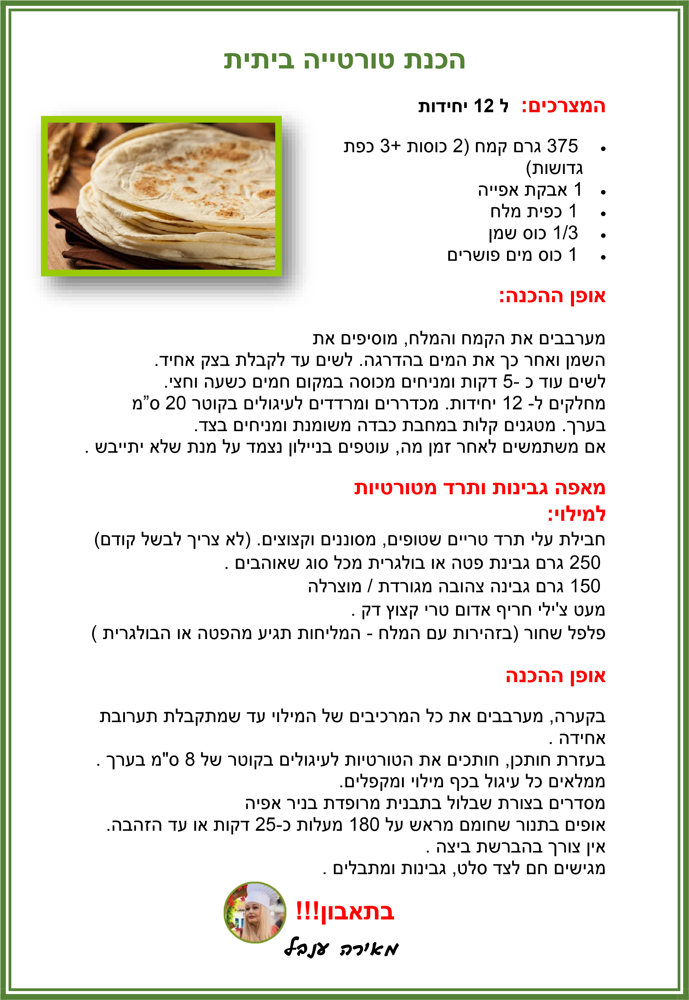 הכנת טורטייה ביתית
המצרכים: ל 12 יחידות
• 375 גרם קמח (2 כוסות +3 כפת
גדושות)
• 1 אבקת אפייה
• 1 כפית מלח
• 1/3 כוס שמן
• 1 כוס מים פושרים
אופן ההכנה:
מערבבים את הקמח והמלח, מוסיפים את
השמן ואחר כך את המים בהדרגה. לשים עד לקבלת בצק אחיד.
לשים עוד כ -5 דקות ומניחים מכוסה במקום חמים כשעה וחצי.
מחלקים ל- 12 יחידות. מכדררים ומרדדים לעיגולים בקוטר 20 ס”מ
בערך. מטגנים קלות במחבת כבדה משומנת ומניחים בצד.
אם משתמשים לאחר זמן מה, עוטפים בניילון נצמד על מנת שלא יתייבש .
מאפה גבינות ותרד מטורטיות
למילוי:
חבילת עלי תרד טריים שטופים, מסוננים וקצוצים. (לא צריך לבשל קודם)
250 גרם גבינת פטה או בולגרית מכל סוג שאוהבים .
150 גרם גבינה צהובה מגורדת / מוצרלה
מעט צ'ילי חריף אדום טרי קצוץ דק .
פלפל שחור (בזהירות עם המלח - המליחות תגיע מהפטה או הבולגרית )
אופן ההכנה
בקערה, מערבבים את כל המרכיבים של המילוי עד שמתקבלת תערובת
אחידה .
בעזרת חותכן, חותכים את הטורטיות לעיגולים בקוטר של 8 ס"מ בערך .
ממלאים כל עיגול בכף מילוי ומקפלים.
מסדרים בצורת שבלול בתבנית מרופדת בניר אפיה
אופים בתנור שחומם מראש על 180 מעלות כ-25 דקות או עד הזהבה.
אין צורך בהברשת ביצה .
מגישים חם לצד סלט, גבינות ומתבלים .
בתאבון!!!
מאירה ענבל